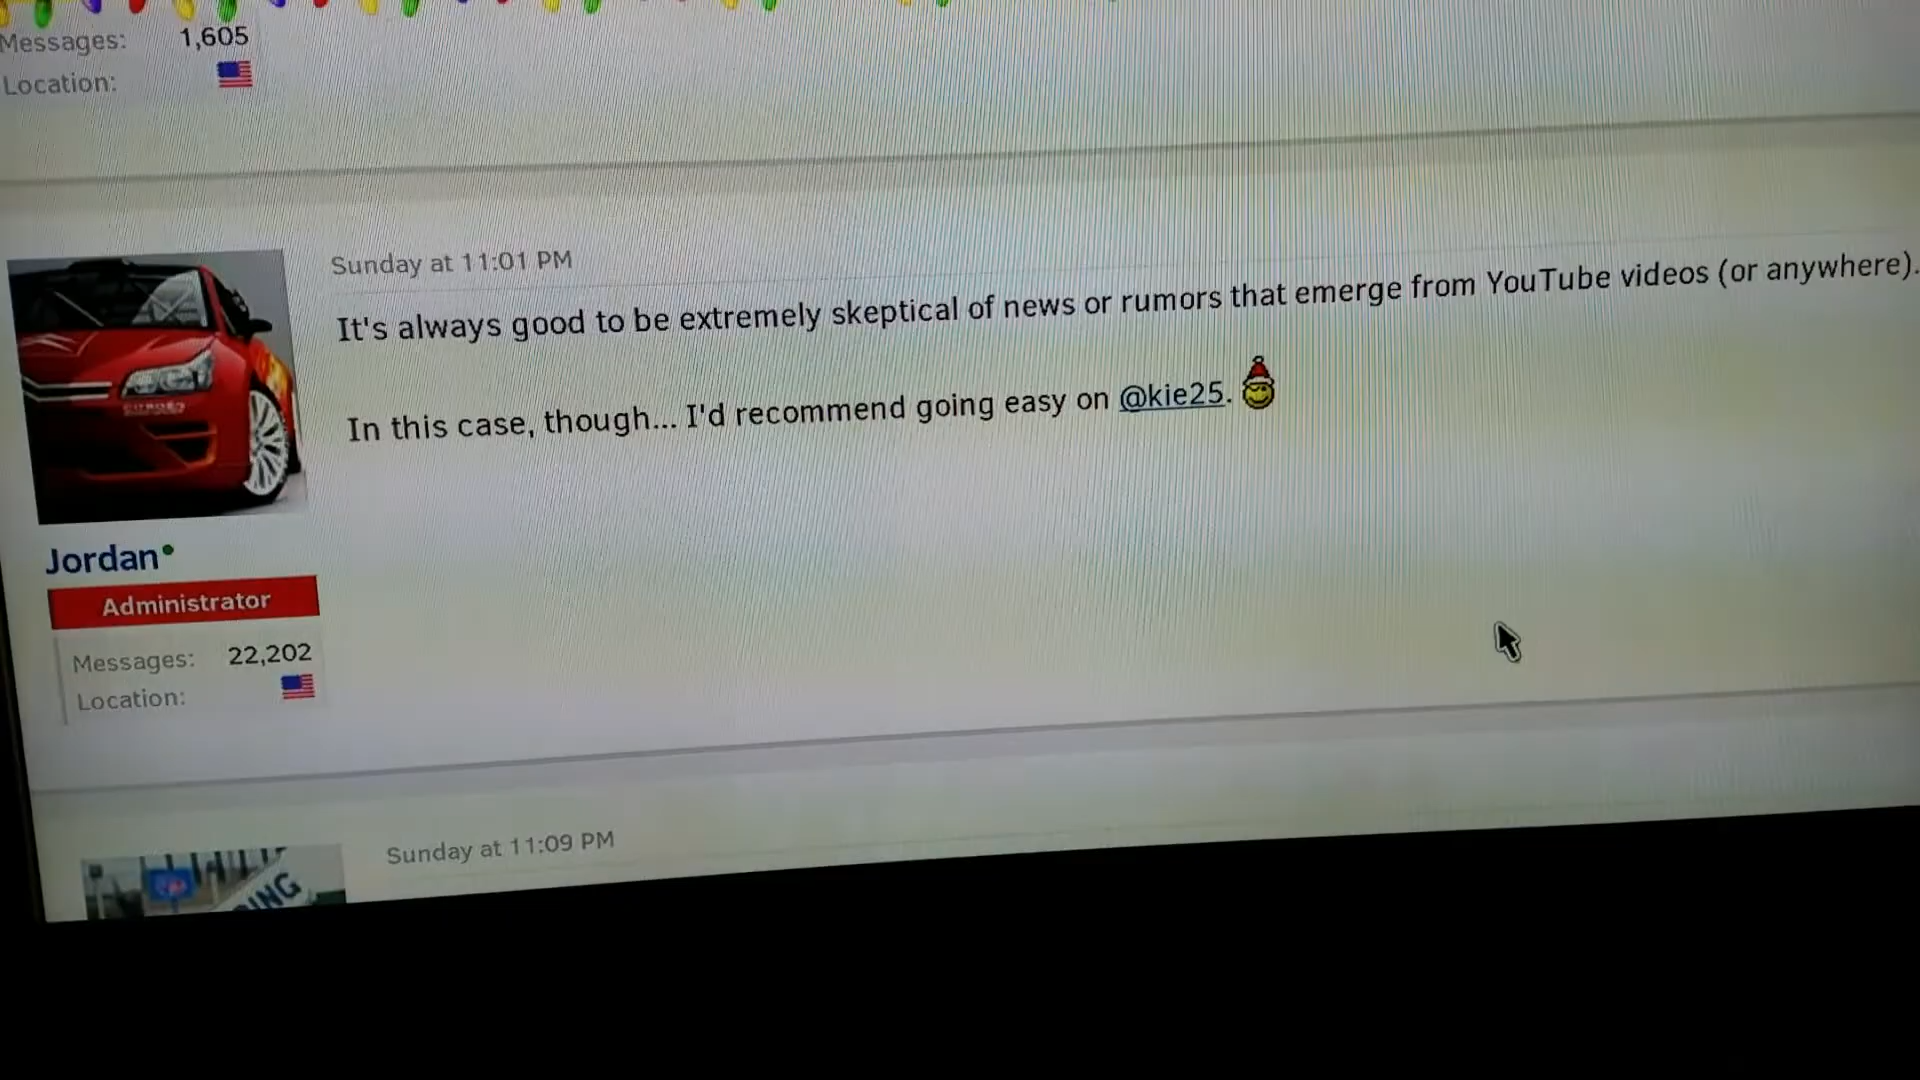 Messages: 1,605
Location:
Sunday at 11:01 PM
It's always good to be extremely skeptical of news or rumors that emerge from YouTube videos (or anywhere).
In this case, though... I'd recommend going easy on @kie25.
Jordan
Administrator
Messages: 22,202
Location:
Sunday at 11:09 PM